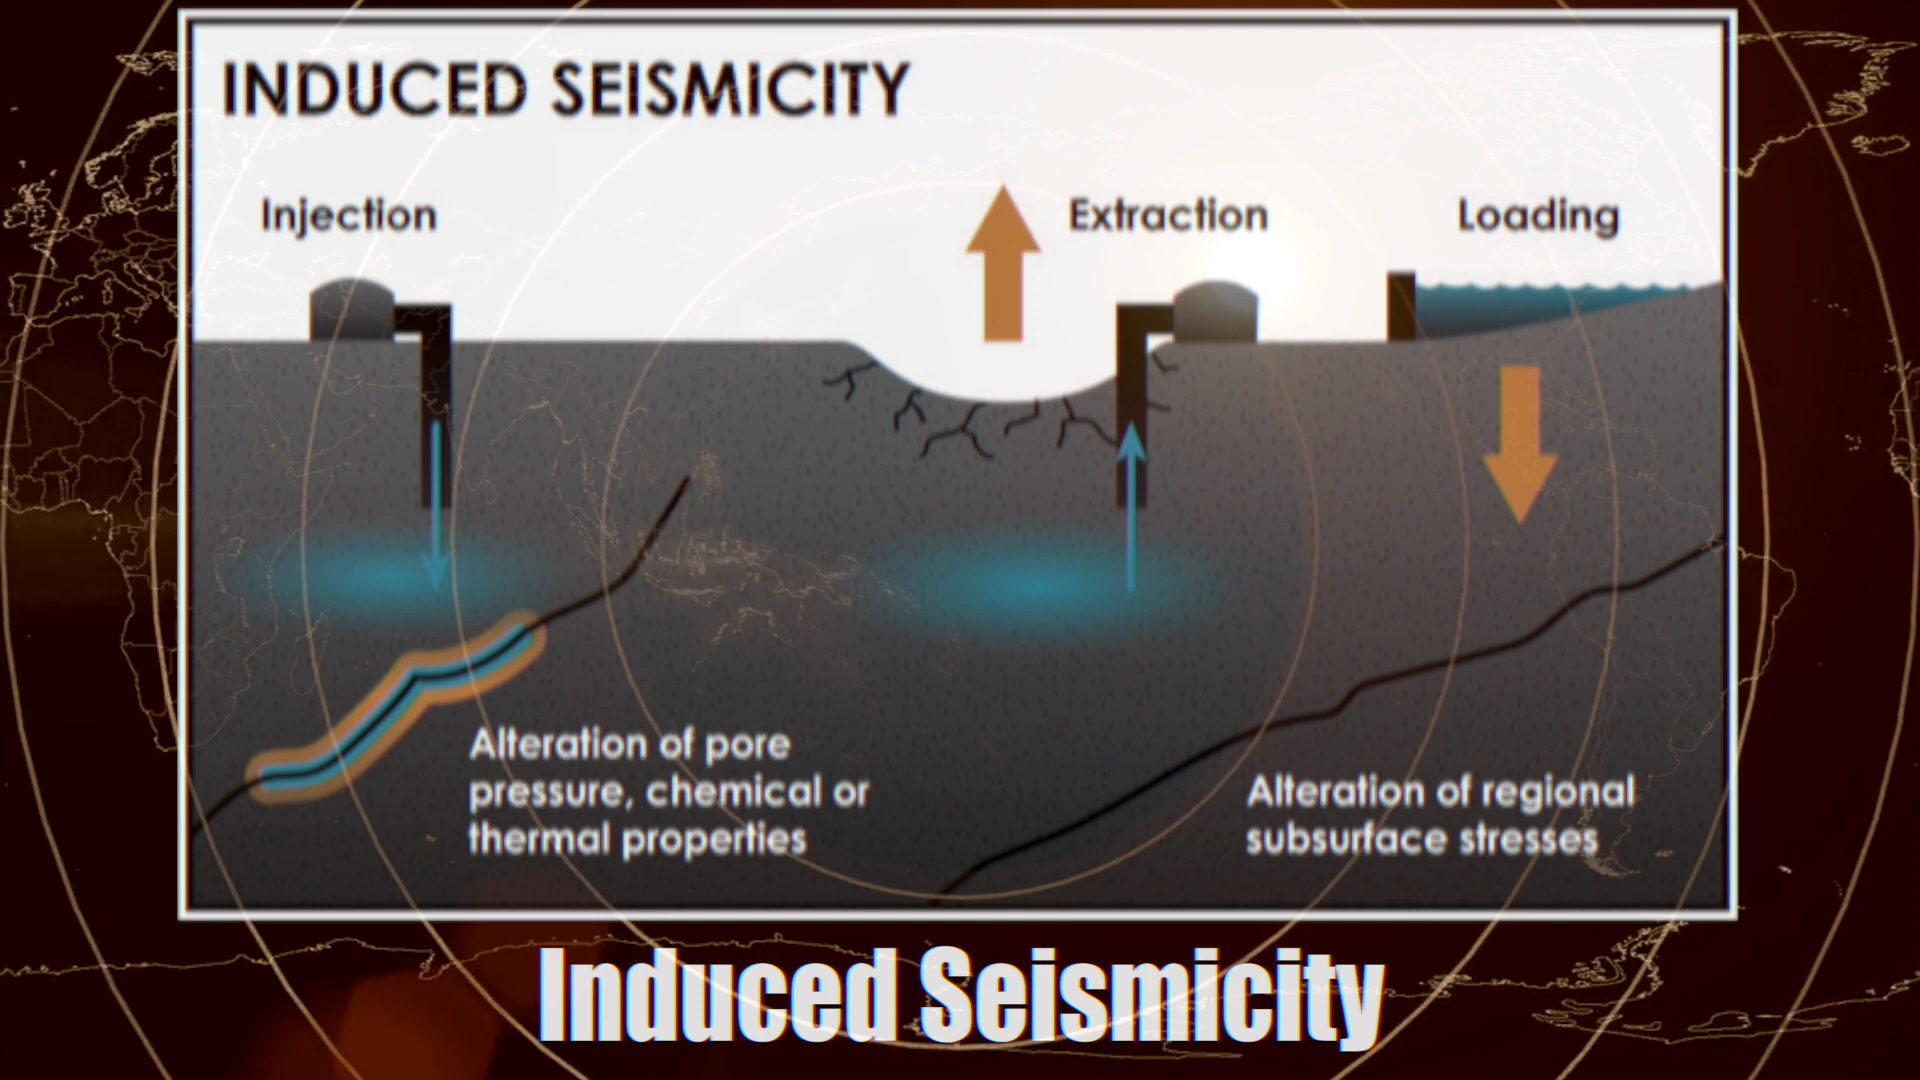 INDUCED SEISMICITY
Injection
Extraction
Loading
Alteration of pore
pressure, chemical or
thermal properties
Alteration of regional
subsurface stresses
Induced Seismicity